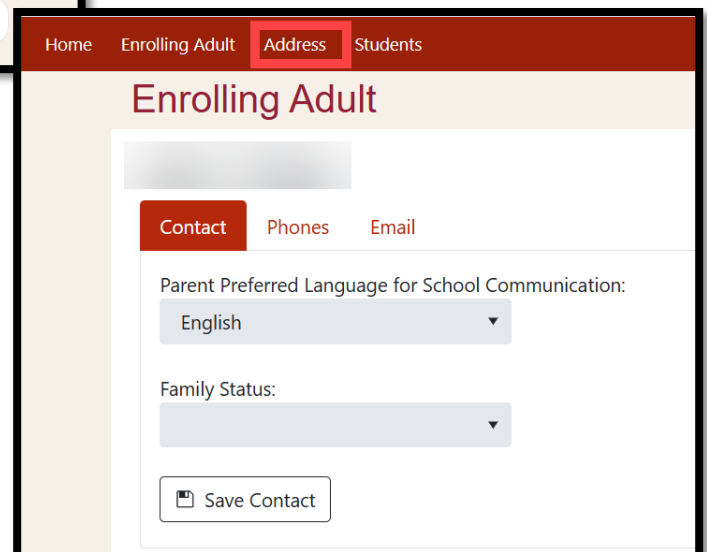 Home Enrolling Adult Address Students
Enrolling Adult
Contact Phones Email
Parent Preferred Language for School Communication:
English
Family Status:
Save Contact